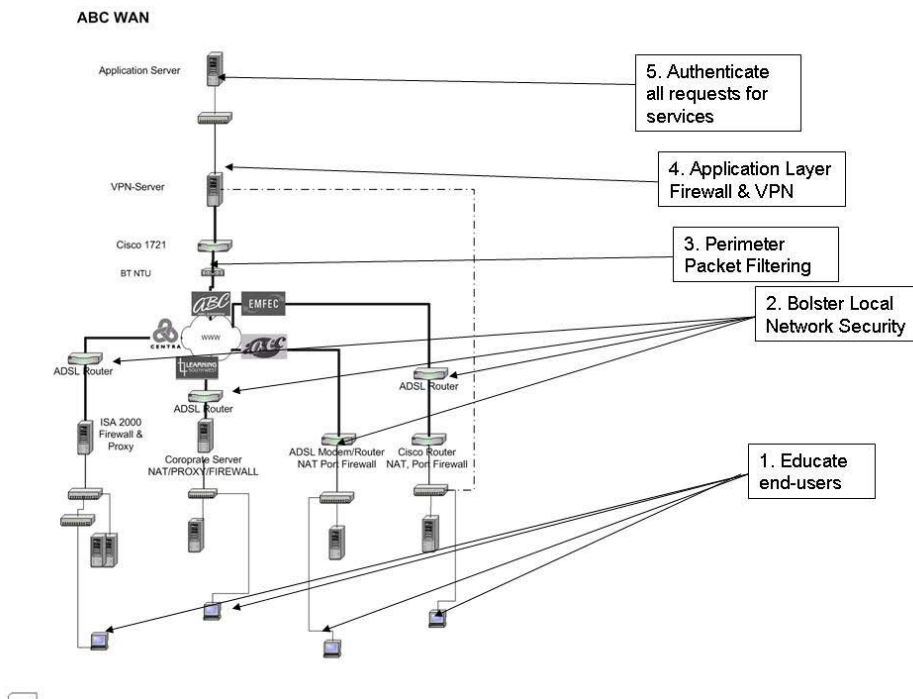 ABC WAN
Application Server
5. Authenticate
all requests for
services
VPN-Server
4. Application Layer
Firewall & VPN
Cisco 1721
BT NTU
3. Perimeter
Packet Filtering
ABC
EMFEC
2. Bolster Local
Network Security
CENTRA
www
LEARNING
SOUTHWEST
ADSL Router
ADSL Router
ADSL Router
ISA 2000
Firewall &
Proxy
Coroprate Server
NAT/PROXY/FIREWALL
ADSL Modem/Router
NAT Port Firewall
Cisco Router
NAT, Port Firewall
1. Educate
end-users